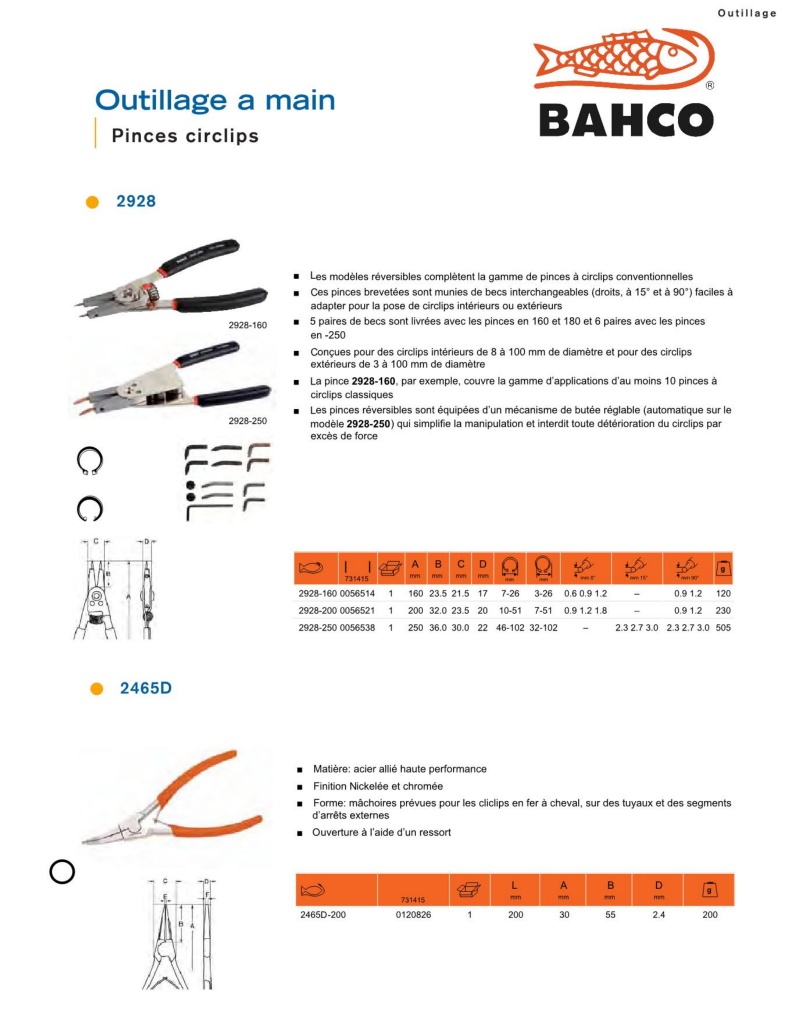 Outillage
BAHCO
®
Outillage a main
Pinces circlips
2928
2928-160
2928-250
Les modèles réversibles complètent la gamme de pinces à circlips conventionnelles
Ces pinces brevetées sont munies de becs interchangeables (droits, à 15° et à 90°) faciles à
adapter pour la pose de circlips intérieurs ou extérieurs
5 paires de becs sont livrées avec les pinces en 160 et 180 et 6 paires avec les pinces
en -250
Conçues pour des circlips intérieurs de 8 à 100 mm de diamètre et pour des circlips
extérieurs de 3 à 100 mm de diamètre
La pince 2928-160, par exemple, couvre la gamme d'applications d'au moins 10 pinces à
circlips classiques
Les pinces réversibles sont équipées d'un mécanisme de butée réglable (automatique sur le
modèle 2928-250) qui simplifie la manipulation et interdit toute détérioration du circlips par
excès de force
C D
B
A
731415 A mm B mm C mm D mm mm mm mm 0° mm 15° mm 90° g
2928-160 0056514 1 160 23.5 21.5 17 7-26 3-26 0.6 0.9 1.2 – 0.9 1.2 120
2928-200 0056521 1 200 32.0 23.5 20 10-51 7-51 0.9 1.2 1.8 – 0.9 1.2 230
2928-250 0056538 1 250 36.0 30.0 22 46-102 32-102 – 2.3 2.7 3.0 2.3 2.7 3.0 505
2465D
Matière: acier allié haute performance
Finition Nickelée et chromée
Forme: mâchoires prévues pour les cliclips en fer à cheval, sur des tuyaux et des segments
d'arrêts externes
Ouverture à l'aide d'un ressort
C D
E F
B A
731415 L mm A mm B mm D mm g
2465D-200 0120826 1 200 30 55 2.4 200